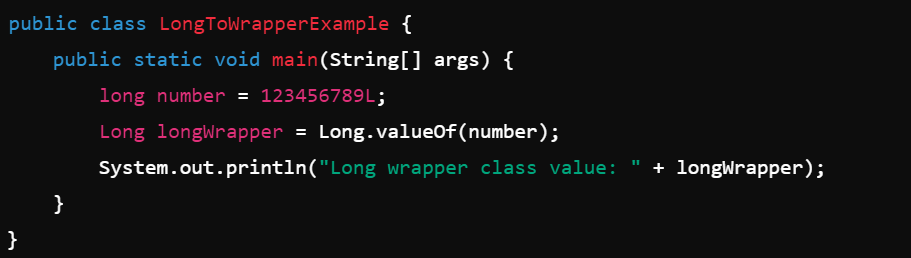 public class LongToWrapperExample {
    public static void main(String[] args) {
        long number = 123456789L;
        Long longWrapper = Long.valueOf(number);
        System.out.println("Long wrapper class value: " + longWrapper);
    }
}